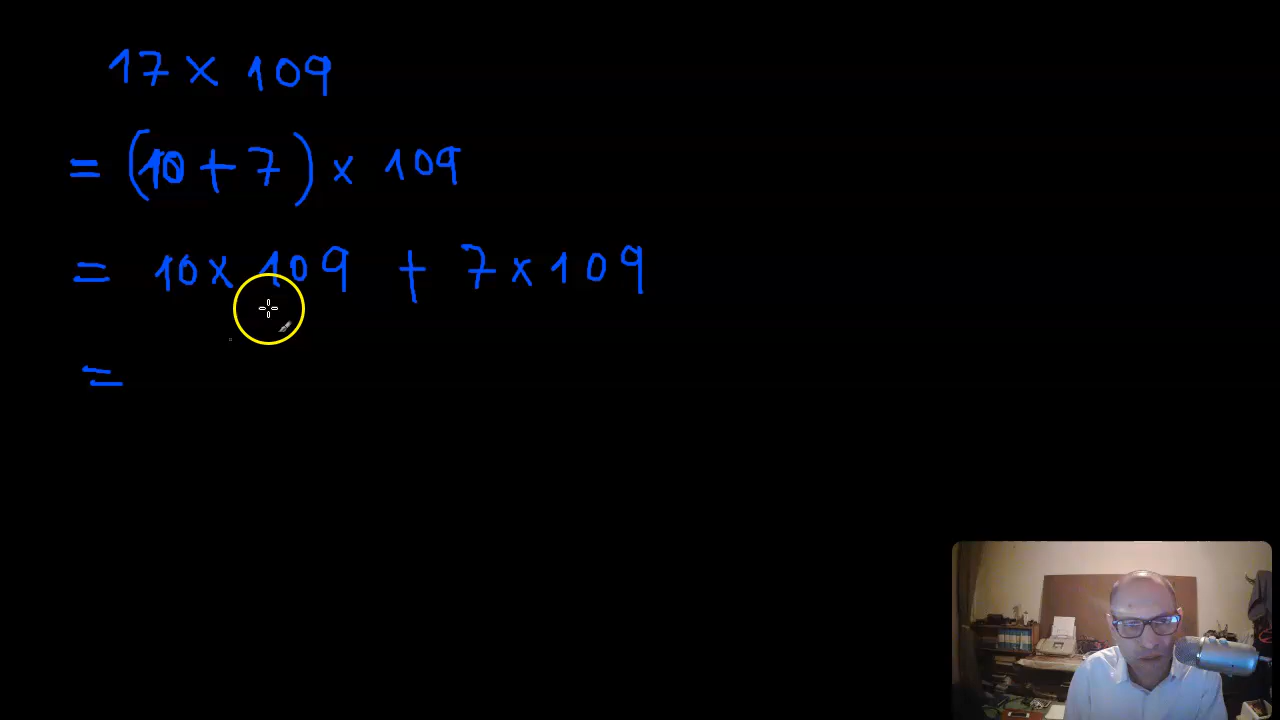 17 × 109
= (10 + 7) × 109
= 10 × 109 + 7 × 109
=